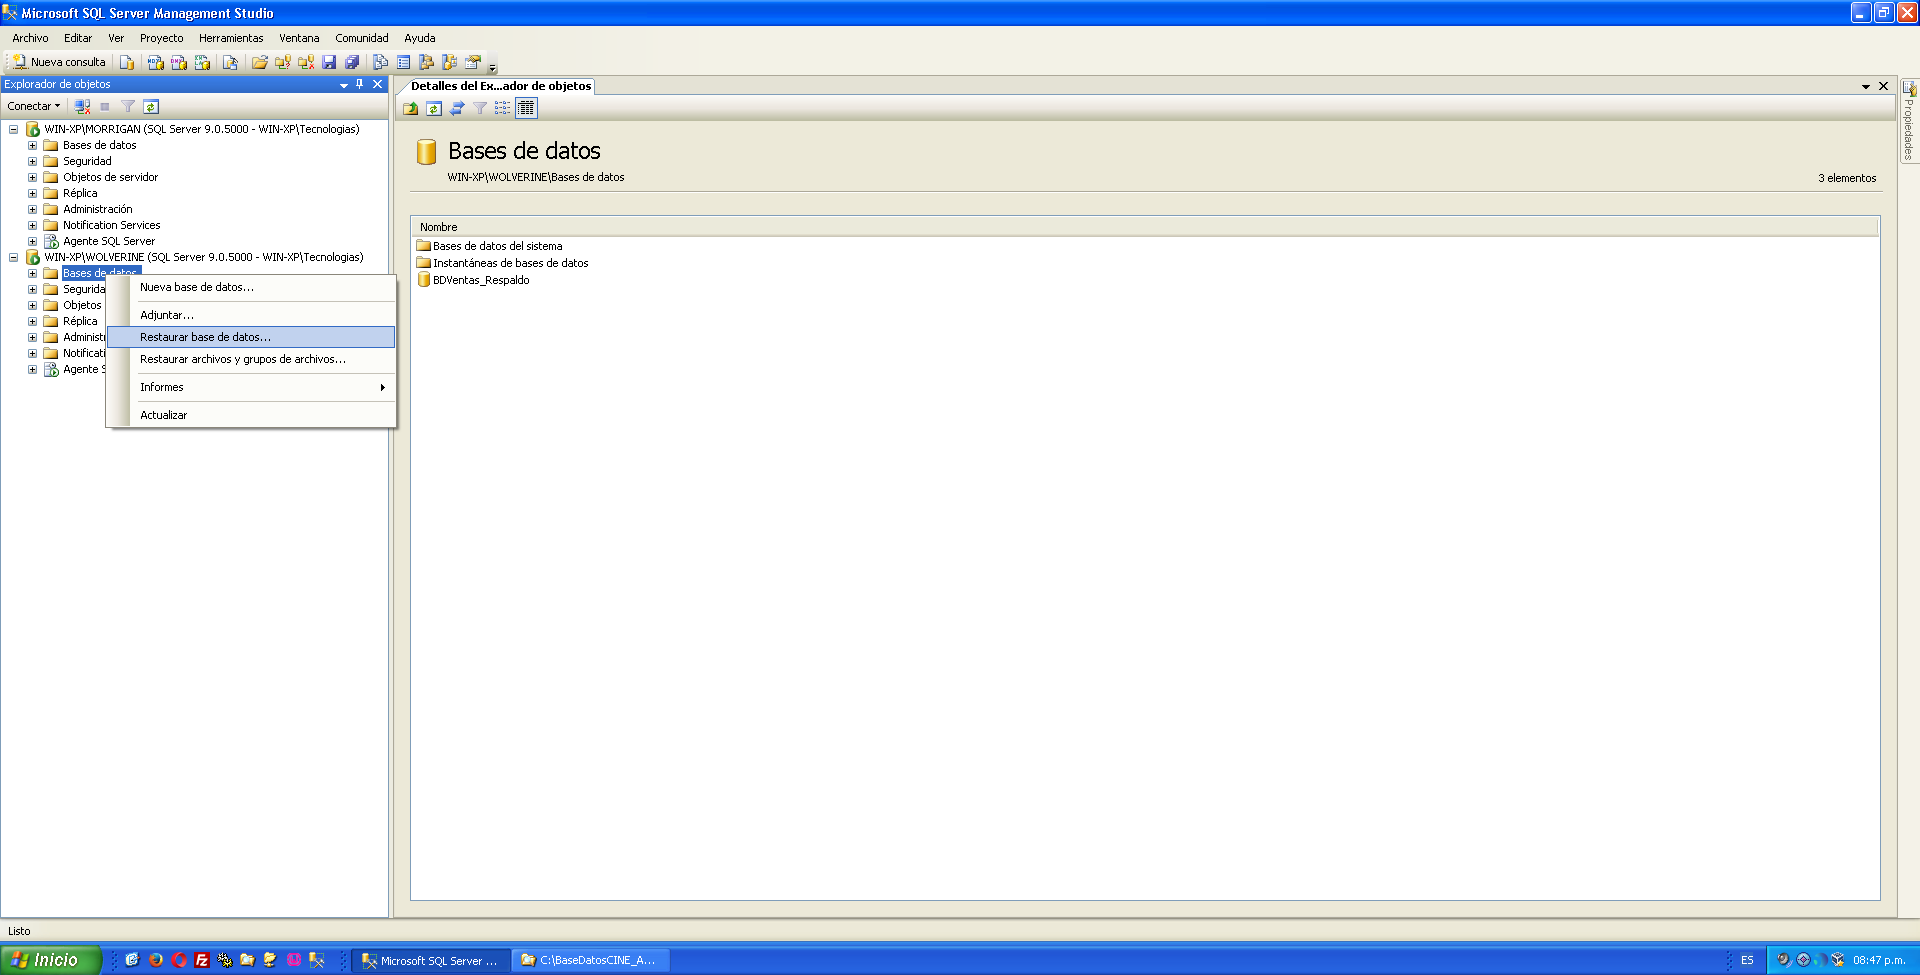 Microsoft SQL Server Management Studio
Archivo Editar Ver Proyecto Herramientas Ventana Comunidad Ayuda
Nueva consulta
Explorador de objetos
Conectar
WIN-XP\MORRIGAN (SQL Server 9.0.5000 - WIN-XP\Tecnologias)
Bases de datos
Seguridad
Objetos de servidor
Réplica
Administración
Notification Services
Agente SQL Server
WIN-XP\WOLVERINE (SQL Server 9.0.5000 - WIN-XP\Tecnologias)
Bases de datos
Segurida
Objetos
Réplica
Administr
Notificati
Agente S
Nueva base de datos...
Adjuntar...
Restaurar base de datos...
Restaurar archivos y grupos de archivos...
Informes
Actualizar
Detalles del Ex...ador de objetos
Bases de datos
WIN-XP\WOLVERINE\Bases de datos
3 elementos
Nombre
Bases de datos del sistema
Instantáneas de bases de datos
BDVentas_Respaldo
Propiedades
Listo
Inicio
Microsoft SQL Server ...
C:\BaseDatosCINE_A...
ES
08:47 p.m.